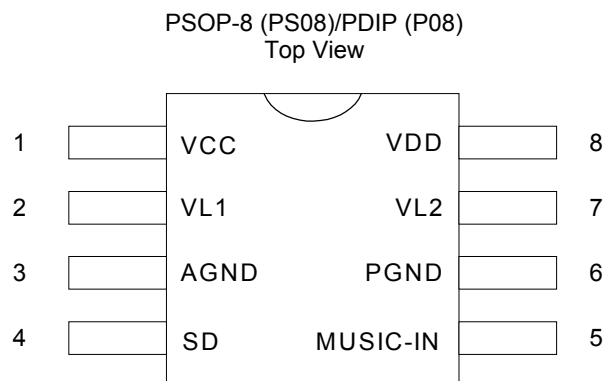 PSOP-8 (PS08)/PDIP (P08)
Top View
1 VCC VDD 8
2 VL1 VL2 7
3 AGND PGND 6
4 SD MUSIC-IN 5